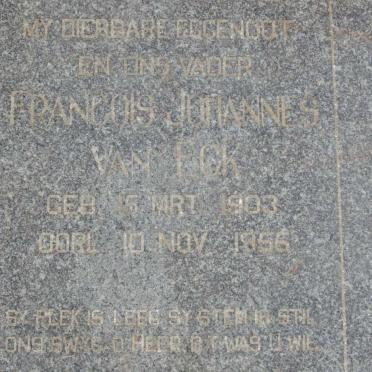 MY DIERBARE EGGENOOT
EN ONS VADER
FRANCOIS JOHANNES
VAN ECK
GEB. 15 MRT. 1903
OORL. 10 NOV. 1956
SY PLEK IS LEEG SY STEM IS STIL
ONS SWYG O HEER DIT WAS U WIL